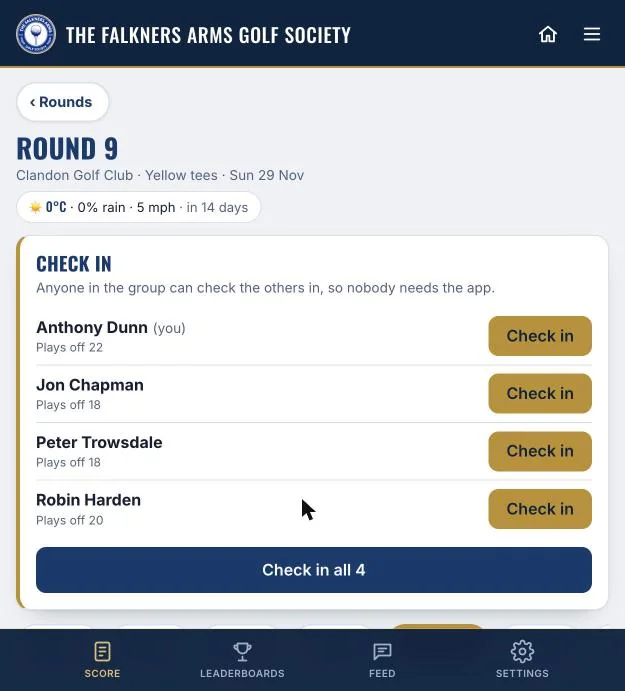 THE FALKNERS ARMS GOLF SOCIETY
‹ Rounds
ROUND 9
Clandon Golf Club · Yellow tees · Sun 29 Nov
0°C · 0% rain · 5 mph · in 14 days
CHECK IN
Anyone in the group can check the others in, so nobody needs the app.
Anthony Dunn (you)
Plays off 22
Check in
Jon Chapman
Plays off 18
Check in
Peter Trowsdale
Plays off 18
Check in
Robin Harden
Plays off 20
Check in
Check in all 4
SCORE
LEADERBOARDS
FEED
SETTINGS